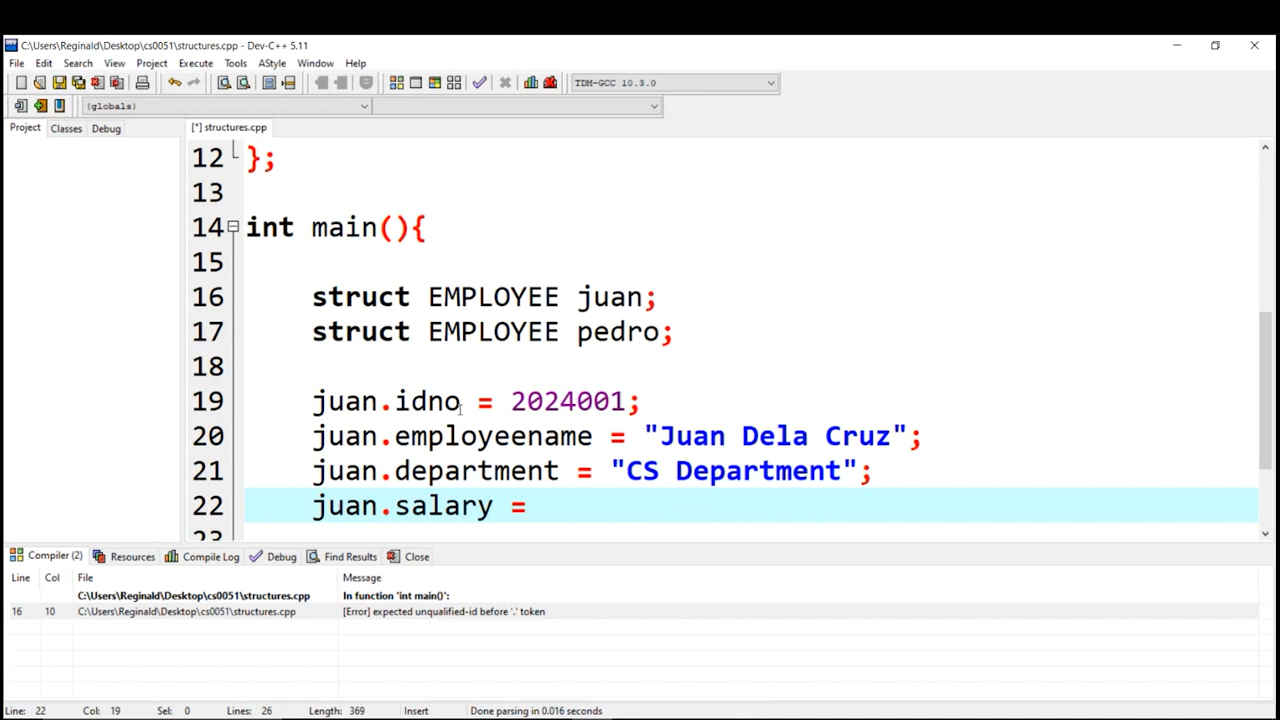 C:\Users\Reginald\Desktop\cs0051\structures.cpp - Dev-C++ 5.11
File Edit Search View Project Execute Tools AStyle Window Help
TDM-GCC 10.3.0
(globals)
Project Classes Debug [*] structures.cpp
12 };
13
14 int main(){
15
16 struct EMPLOYEE juan;
17 struct EMPLOYEE pedro;
18
19 juan.idno = 2024001;
20 juan.employeename = "Juan Dela Cruz";
21 juan.department = "CS Department";
22 juan.salary =
23
Compiler (2) Resources Compile Log Debug Find Results Close
Line Col File Message
C:\Users\Reginald\Desktop\cs0051\structures.cpp In function 'int main()':
16 10 C:\Users\Reginald\Desktop\cs0051\structures.cpp [Error] expected unqualified-id before '.' token
Line: 22 Col: 19 Sel: 0 Lines: 26 Length: 369 Insert Done parsing in 0.016 seconds